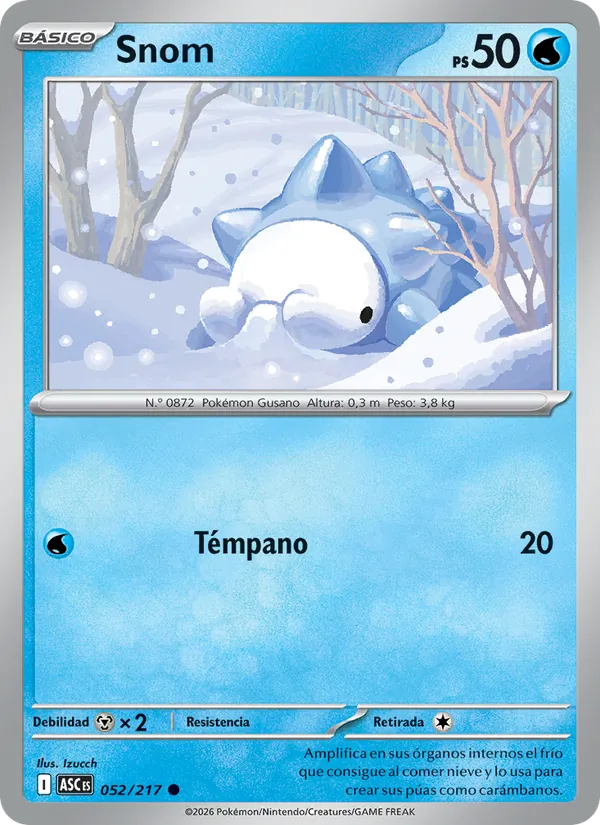 BÁSICO Snom PS 50
N.º 0872 Pokémon Gusano Altura: 0,3 m Peso: 3,8 kg
Témpano 20
Debilidad ×2 Resistencia Retirada
Ilus. Izucch
Amplifica en sus órganos internos el frío
que consigue al comer nieve y lo usa para
crear sus púas como carámbanos.
I ASC ES 052/217
©2026 Pokémon/Nintendo/Creatures/GAME FREAK